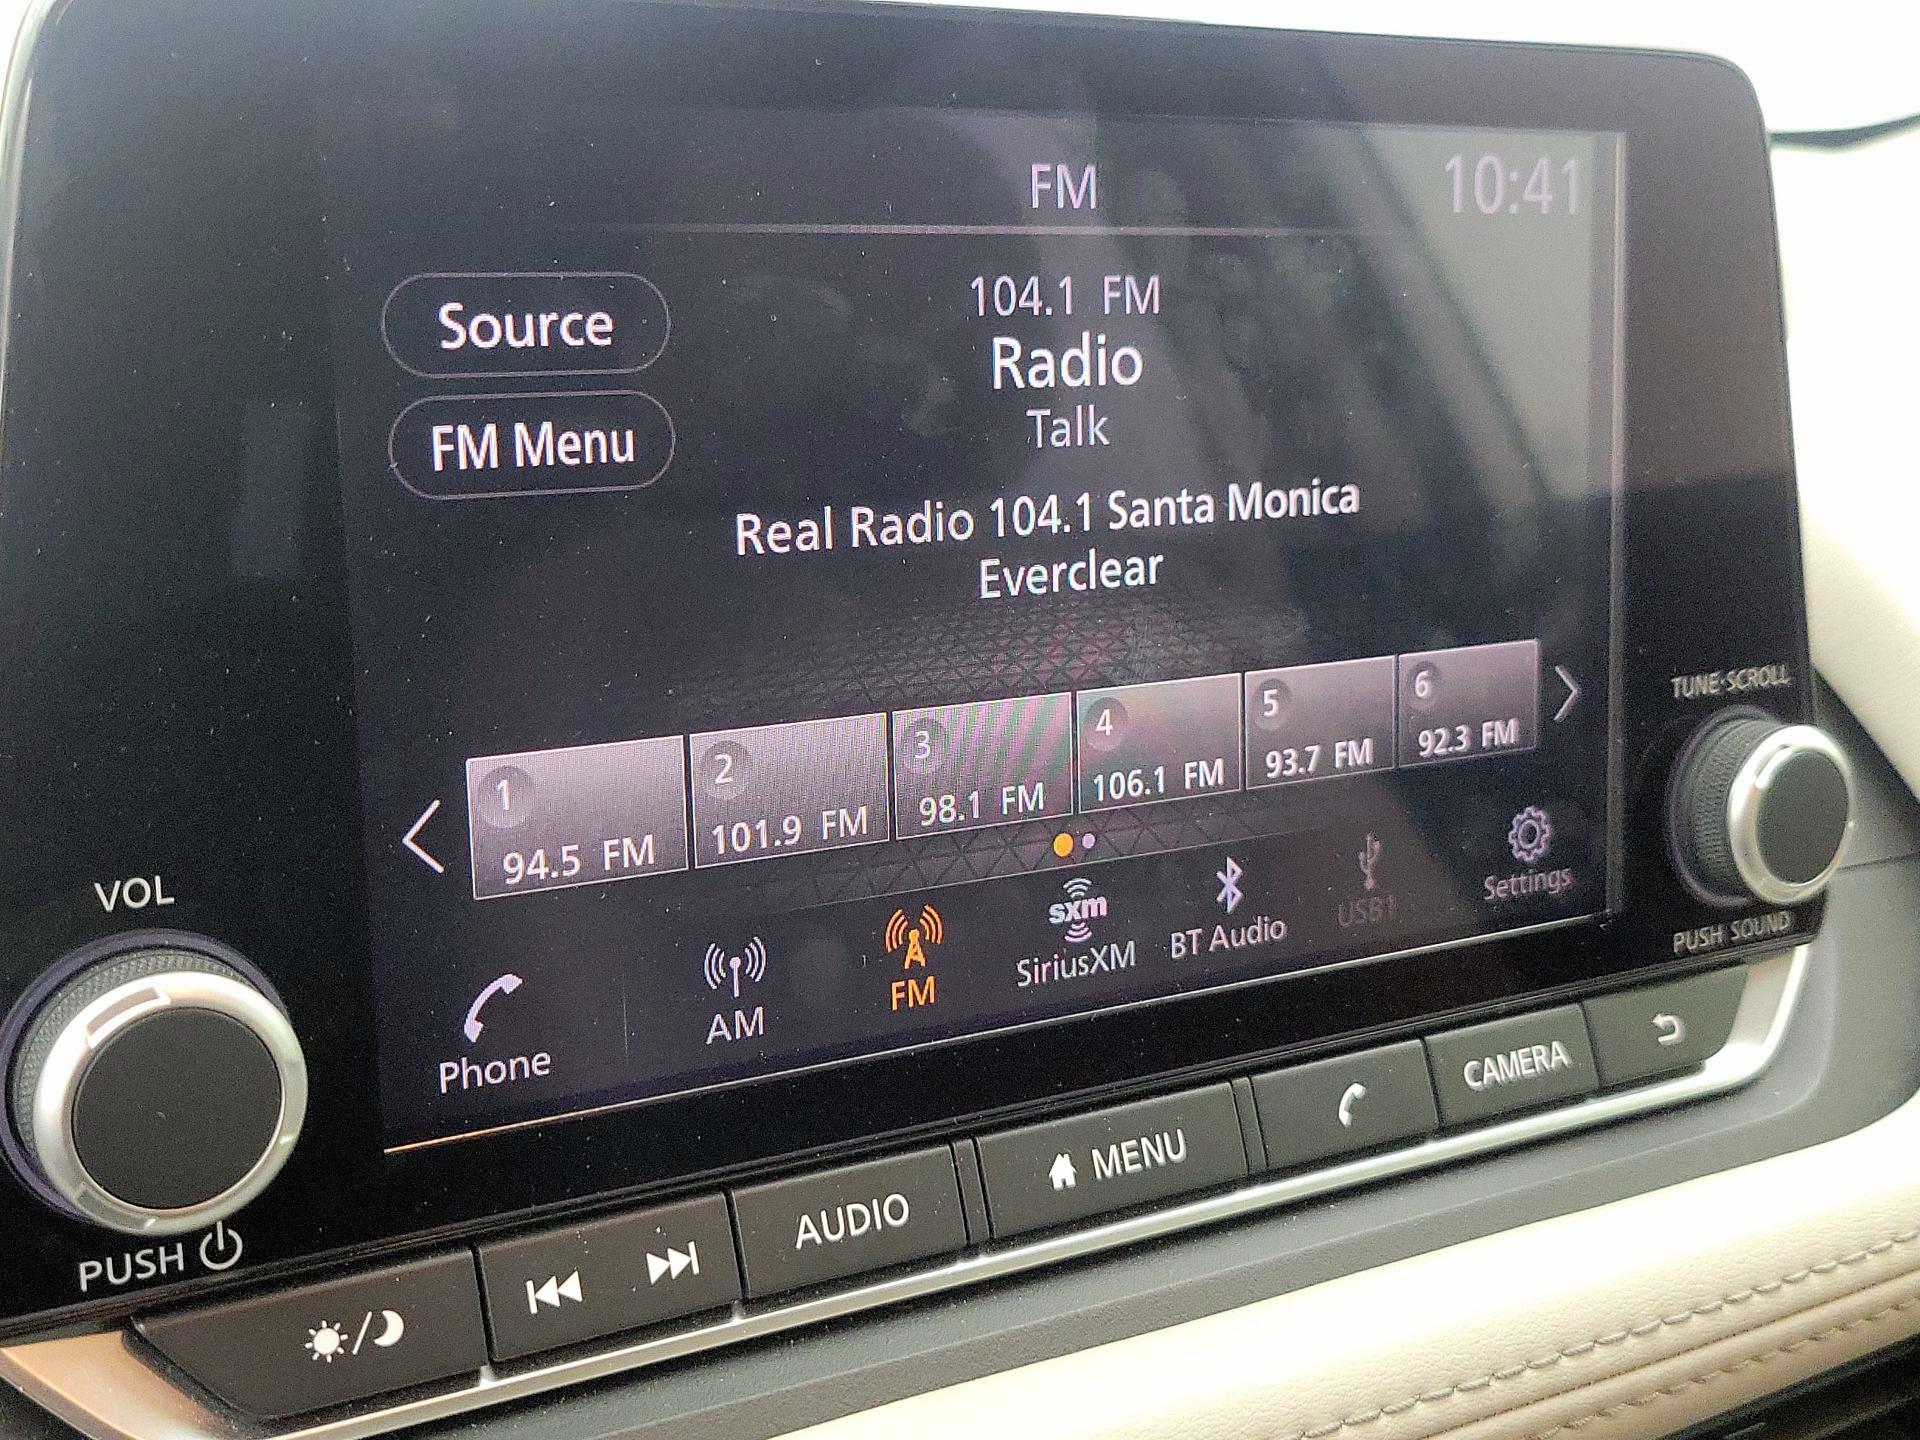 FM
10:41
Source
104.1 FM
Radio
FM Menu
Talk
Real Radio 104.1 Santa Monica
Everclear
1
94.5 FM
2
101.9 FM
3
98.1 FM
4
106.1 FM
5
93.7 FM
6
92.3 FM
TUNE·SCROLL
PUSH SOUND
VOL
PUSH
Phone
AM
FM
sxm
SiriusXM
BT Audio
USB1
Settings
AUDIO
MENU
CAMERA